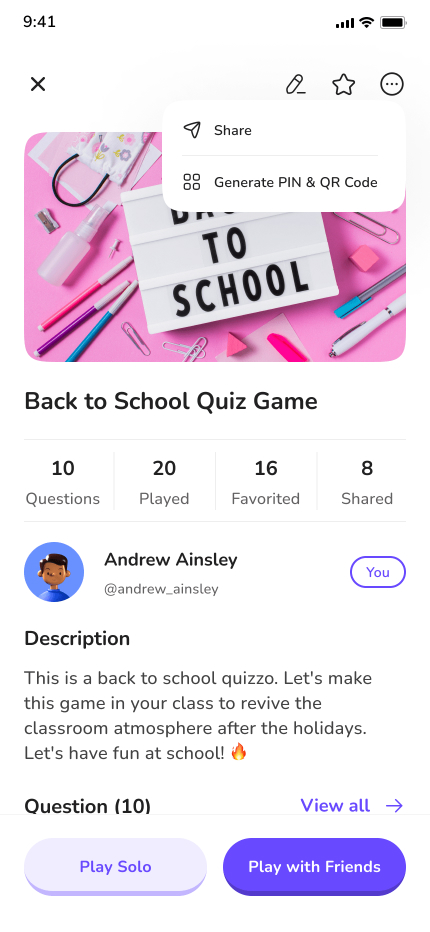 9:41
Share
Generate PIN & QR Code
TO
SCHOOL
Back to School Quiz Game
10
20
16
8
Questions
Played
Favorited
Shared
Andrew Ainsley
@andrew_ainsley
You
Description
This is a back to school quizzo. Let's make
this game in your class to revive the
classroom atmosphere after the holidays.
Let's have fun at school! 🔥
Question (10)
View all
Play Solo
Play with Friends